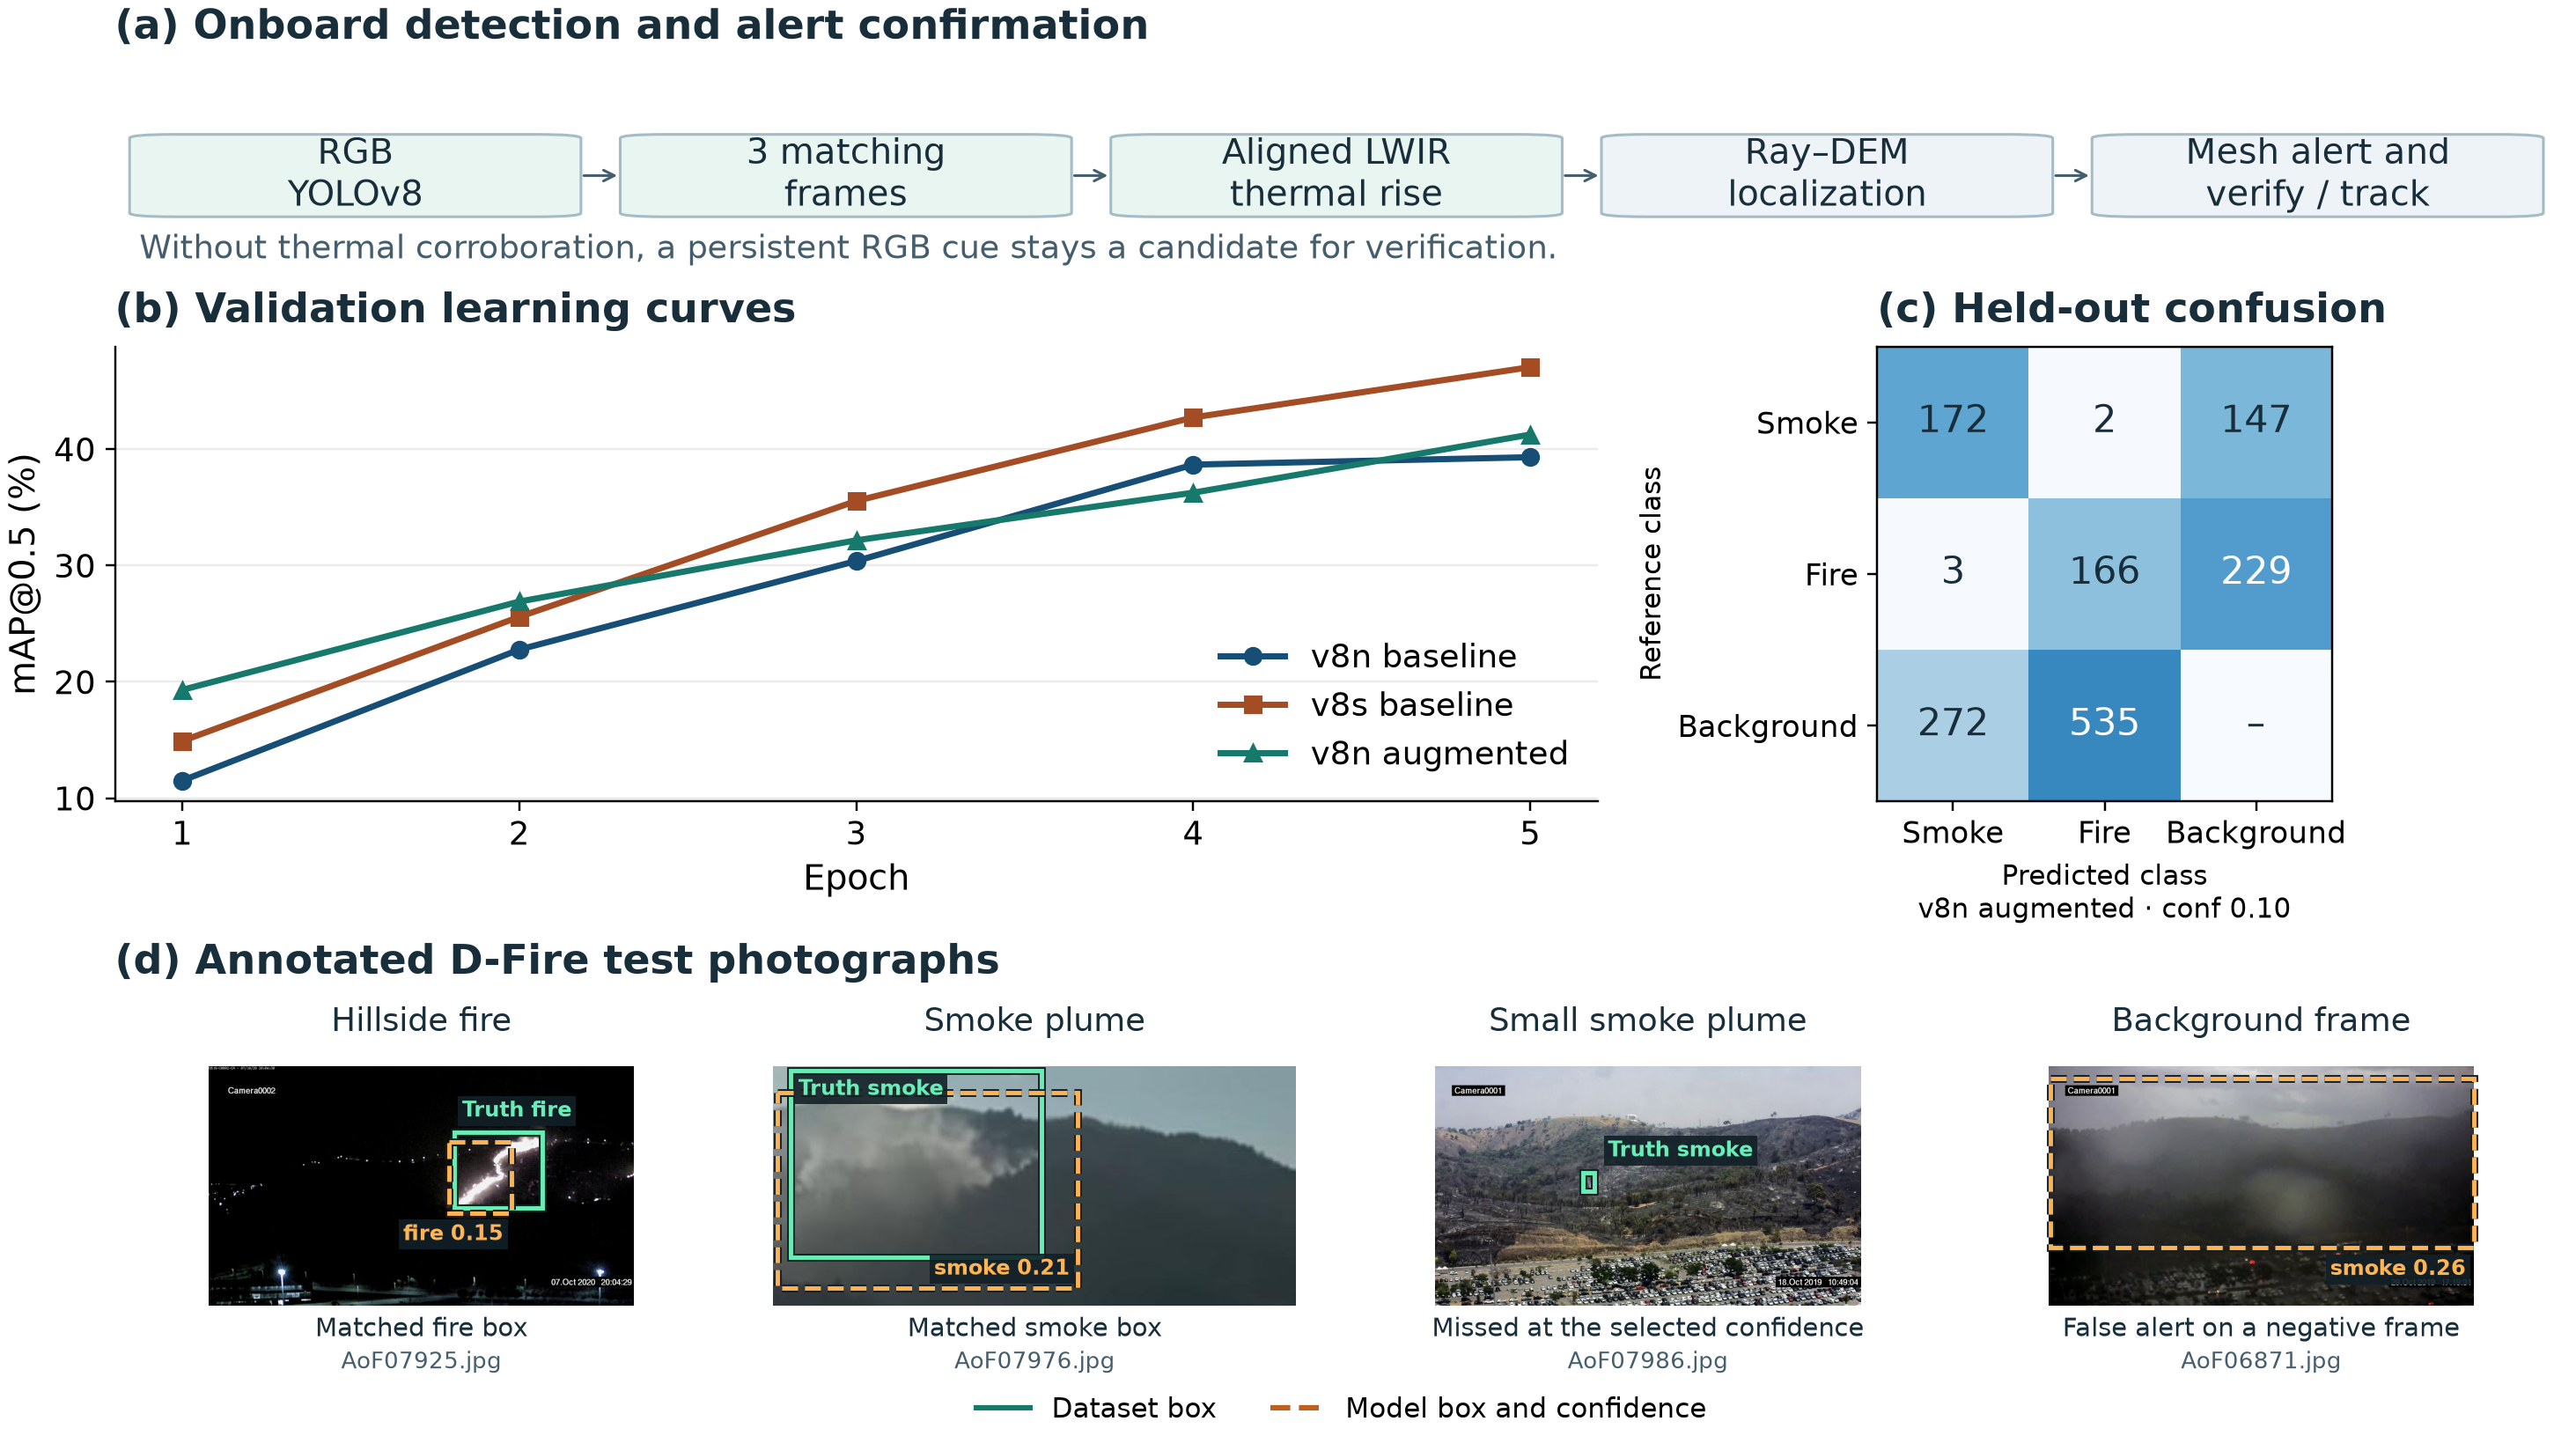 (a) Onboard detection and alert confirmation
RGB
YOLOv8
3 matching
frames
Aligned LWIR
thermal rise
Ray–DEM
localization
Mesh alert and
verify / track
Without thermal corroboration, a persistent RGB cue stays a candidate for verification.
(b) Validation learning curves
mAP@0.5 (%)
40
30
20
10
1
2
3
4
5
Epoch
v8n baseline
v8s baseline
v8n augmented
(c) Held-out confusion
Reference class
Smoke
172
2
147
Fire
3
166
229
Background
272
535
–
Smoke
Fire
Background
Predicted class
v8n augmented · conf 0.10
(d) Annotated D-Fire test photographs
Hillside fire
Camera0002
Truth fire
fire 0.15
07.Oct 2020 20:04:29
Matched fire box
AoF07925.jpg
Smoke plume
Truth smoke
smoke 0.21
Matched smoke box
AoF07976.jpg
Small smoke plume
Camera0001
Truth smoke
18.Oct 2019 10:49:04
Missed at the selected confidence
AoF07986.jpg
Background frame
Camera0001
smoke 0.26
False alert on a negative frame
AoF06871.jpg
Dataset box
Model box and confidence